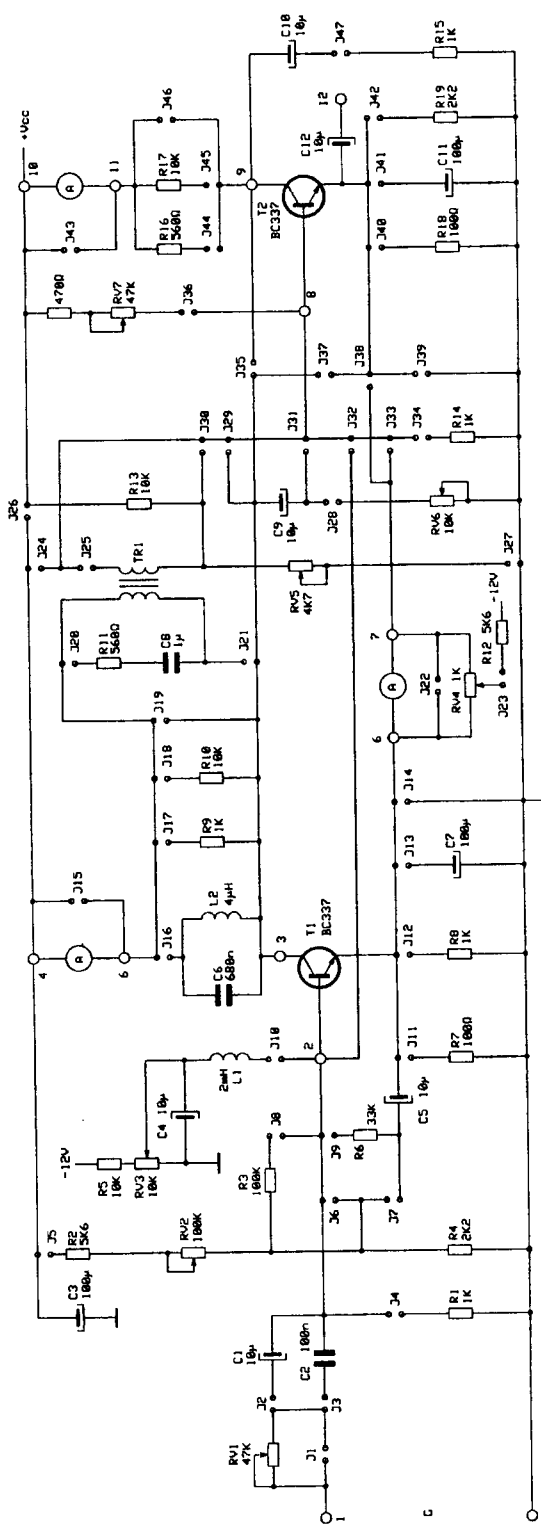 +Vcc
10
A
11
J43
J46
R17
10K
J45
R16
560Ω
J44
9
C10
10µ
J47
R15
1K
R19
2K2
J42
C12
10µ
12
J41
C11
100µ
J40
R18
100Ω
T2
BC337
8
470Ω
RV7
47K
J36
J35
J37
J38
J39
J30
J29
J31
J32
J33
J34
R14
1K
J26
R13
10K
C9
10µ
J28
RV6
10K
J24
J25
TR1
RV5
4K7
J27
J20
R11
560Ω
C8
1µ
J21
7
-12V
R12 5K6
A
J22
RV4 1K
J23
6
J19
J18
R10
10K
J17
R9
1K
J14
J13
C7
100µ
J15
4
A
6
J16
L2
4µH
C6
680n
3
T1
BC337
J12
R8
1K
J11
R7
100Ω
2mH
L1
J10
2
C4
10µ
-12V
R5
10K
RV3
10K
R3
100K
J8
J9
R6
33K
C5
10µ
J6
J7
J5
R2
5K6
RV2
100K
R4
2K2
C3
100µ
C1
10µ
100n
C2
J4
R1
1K
J2
J3
RV1
47K
J1
1
G